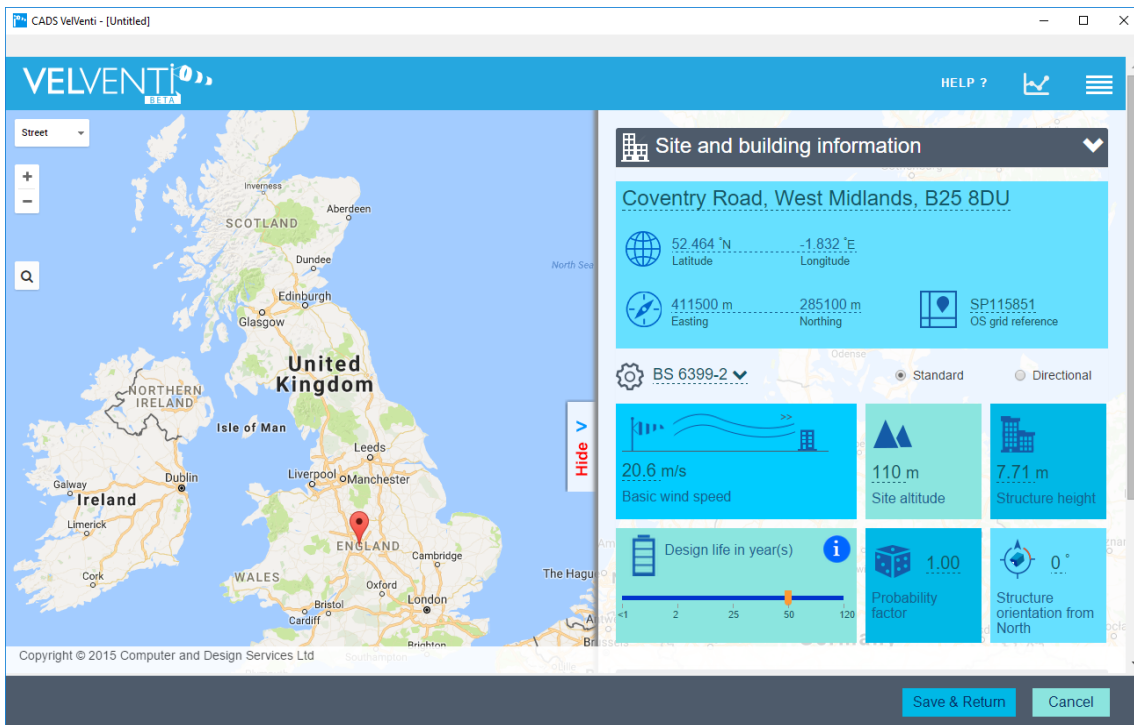 CADS VelVenti - [Untitled]
VELVENTI
BETA
HELP ?
Street
+
−
Inverness
Aberdeen
SCOTLAND
Dundee
North Sea
Edinburgh
Glasgow
United
Kingdom
NORTHERN
IRELAND
Isle of Man
Leeds
Dublin
Liverpool
Manchester
Galway
Ireland
Limerick
ENGLAND
Cambridge
Cork
WALES
Oxford
The Hague
Bristol
London
Cardiff
Brighton
Southampton
Copyright © 2015 Computer and Design Services Ltd
Hide >
Site and building information
Coventry Road, West Midlands, B25 8DU
52.464 °N -1.832 °E
Latitude Longitude
411500 m 285100 m SP115851
Easting Northing OS grid reference
Odense
BS 6399-2 Standard Directional
>>
20.6 m/s 110 m 7.71 m
Basic wind speed Site altitude Structure height
Design life in year(s) i 1.00 0 °
<1 2 25 50 120
Probability
factor
Structure
orientation from
North
Save & Return Cancel